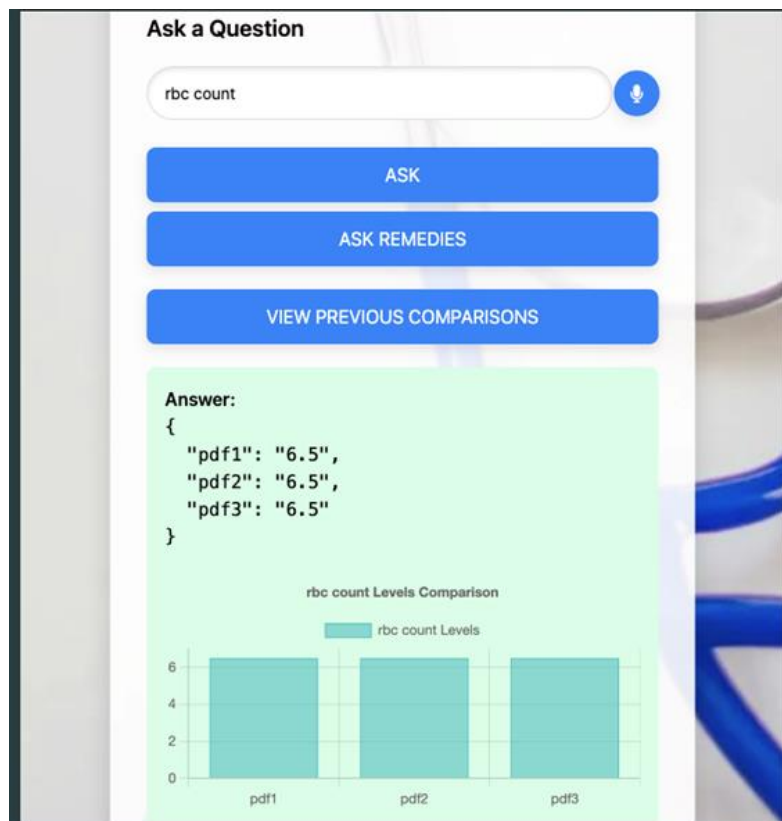 Ask a Question
rbc count
ASK
ASK REMEDIES
VIEW PREVIOUS COMPARISONS
Answer:
{
"pdf1": "6.5",
"pdf2": "6.5",
"pdf3": "6.5"
}
rbc count Levels Comparison
rbc count Levels
6
4
2
0
pdf1 pdf2 pdf3